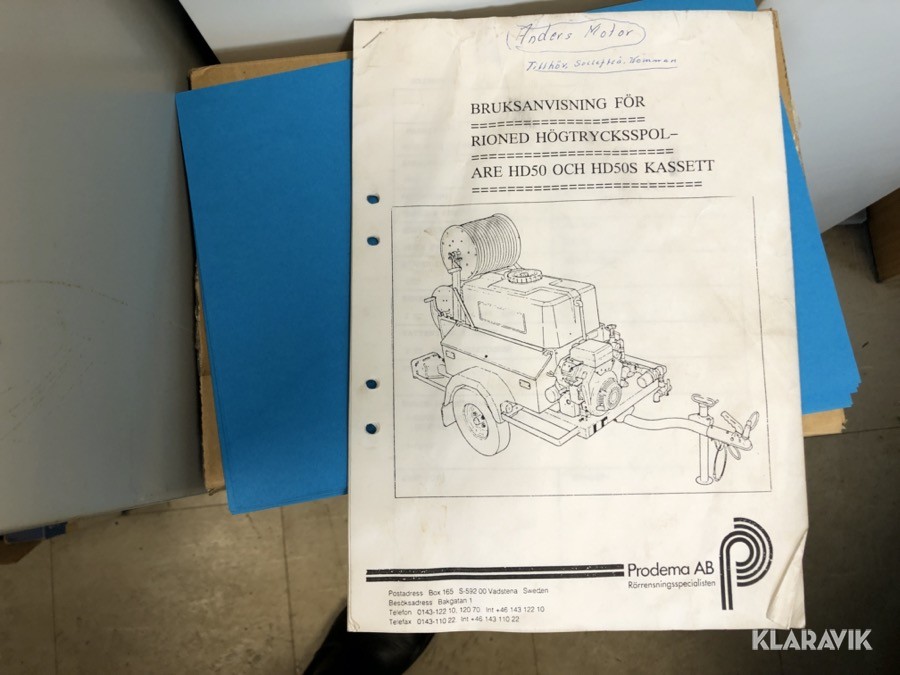 Anders Motor
BRUKSANVISNING FÖR
===================
RIONED HÖGTRYCKSSPOL-
=======================
ARE HD50 OCH HD50S KASSETT
==========================
Prodema AB
Rörrensningsspecialisten
Postadress Box 165 S-592 00 Vadstena Sweden
Besöksadress Bakgatan 1
Telefon 0143-122 10, 120 70 Int +46 143 122 10
Telefax 0143-110 22 Int +46 143 110 22
KLARAVIK